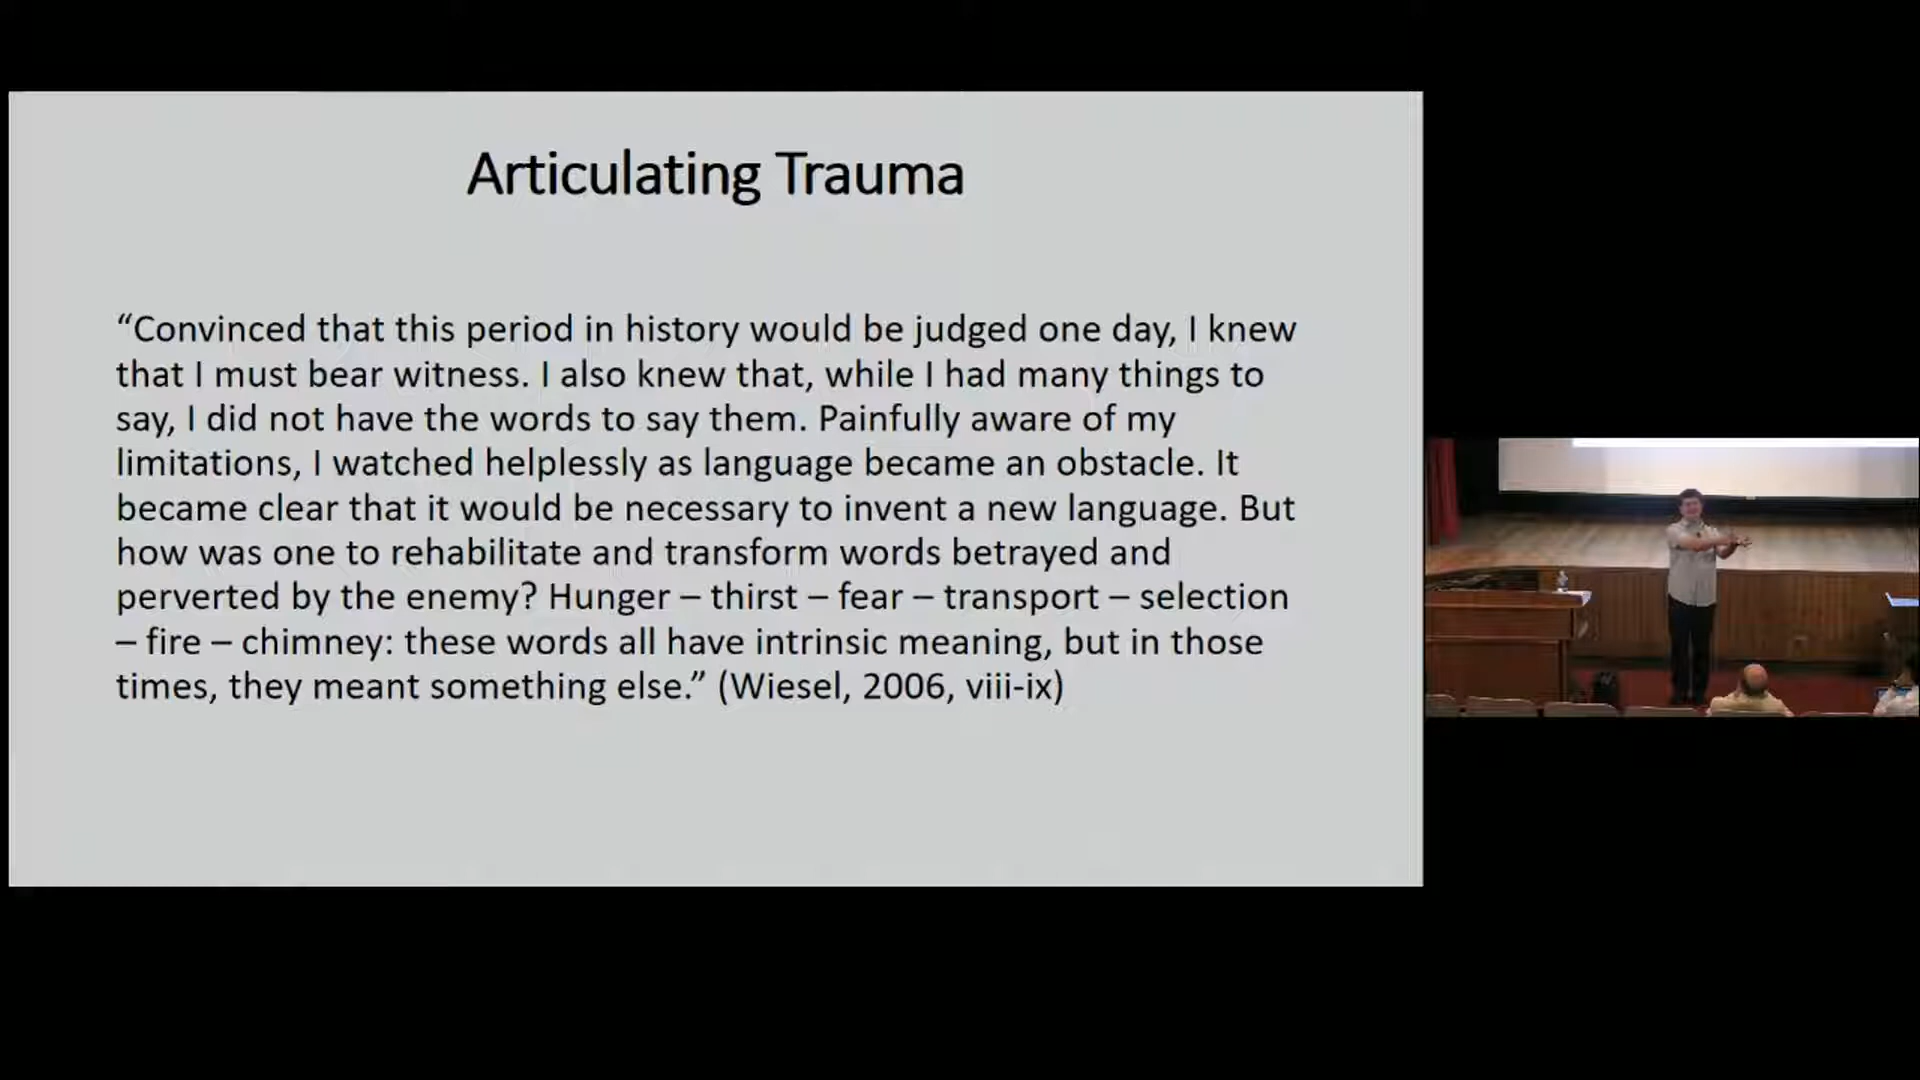 Articulating Trauma
“Convinced that this period in history would be judged one day, I knew
that I must bear witness. I also knew that, while I had many things to
say, I did not have the words to say them. Painfully aware of my
limitations, I watched helplessly as language became an obstacle. It
became clear that it would be necessary to invent a new language. But
how was one to rehabilitate and transform words betrayed and
perverted by the enemy? Hunger – thirst – fear – transport – selection
– fire – chimney: these words all have intrinsic meaning, but in those
times, they meant something else.” (Wiesel, 2006, viii-ix)